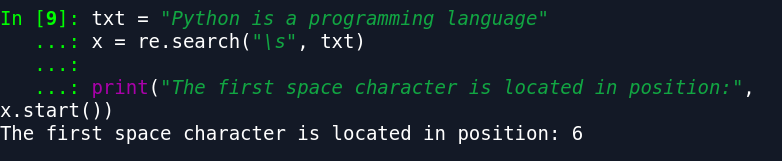 In [9]: txt = "Python is a programming language"
   ...: x = re.search("\s", txt)
   ...:
   ...: print("The first space character is located in position:",
x.start())
The first space character is located in position: 6